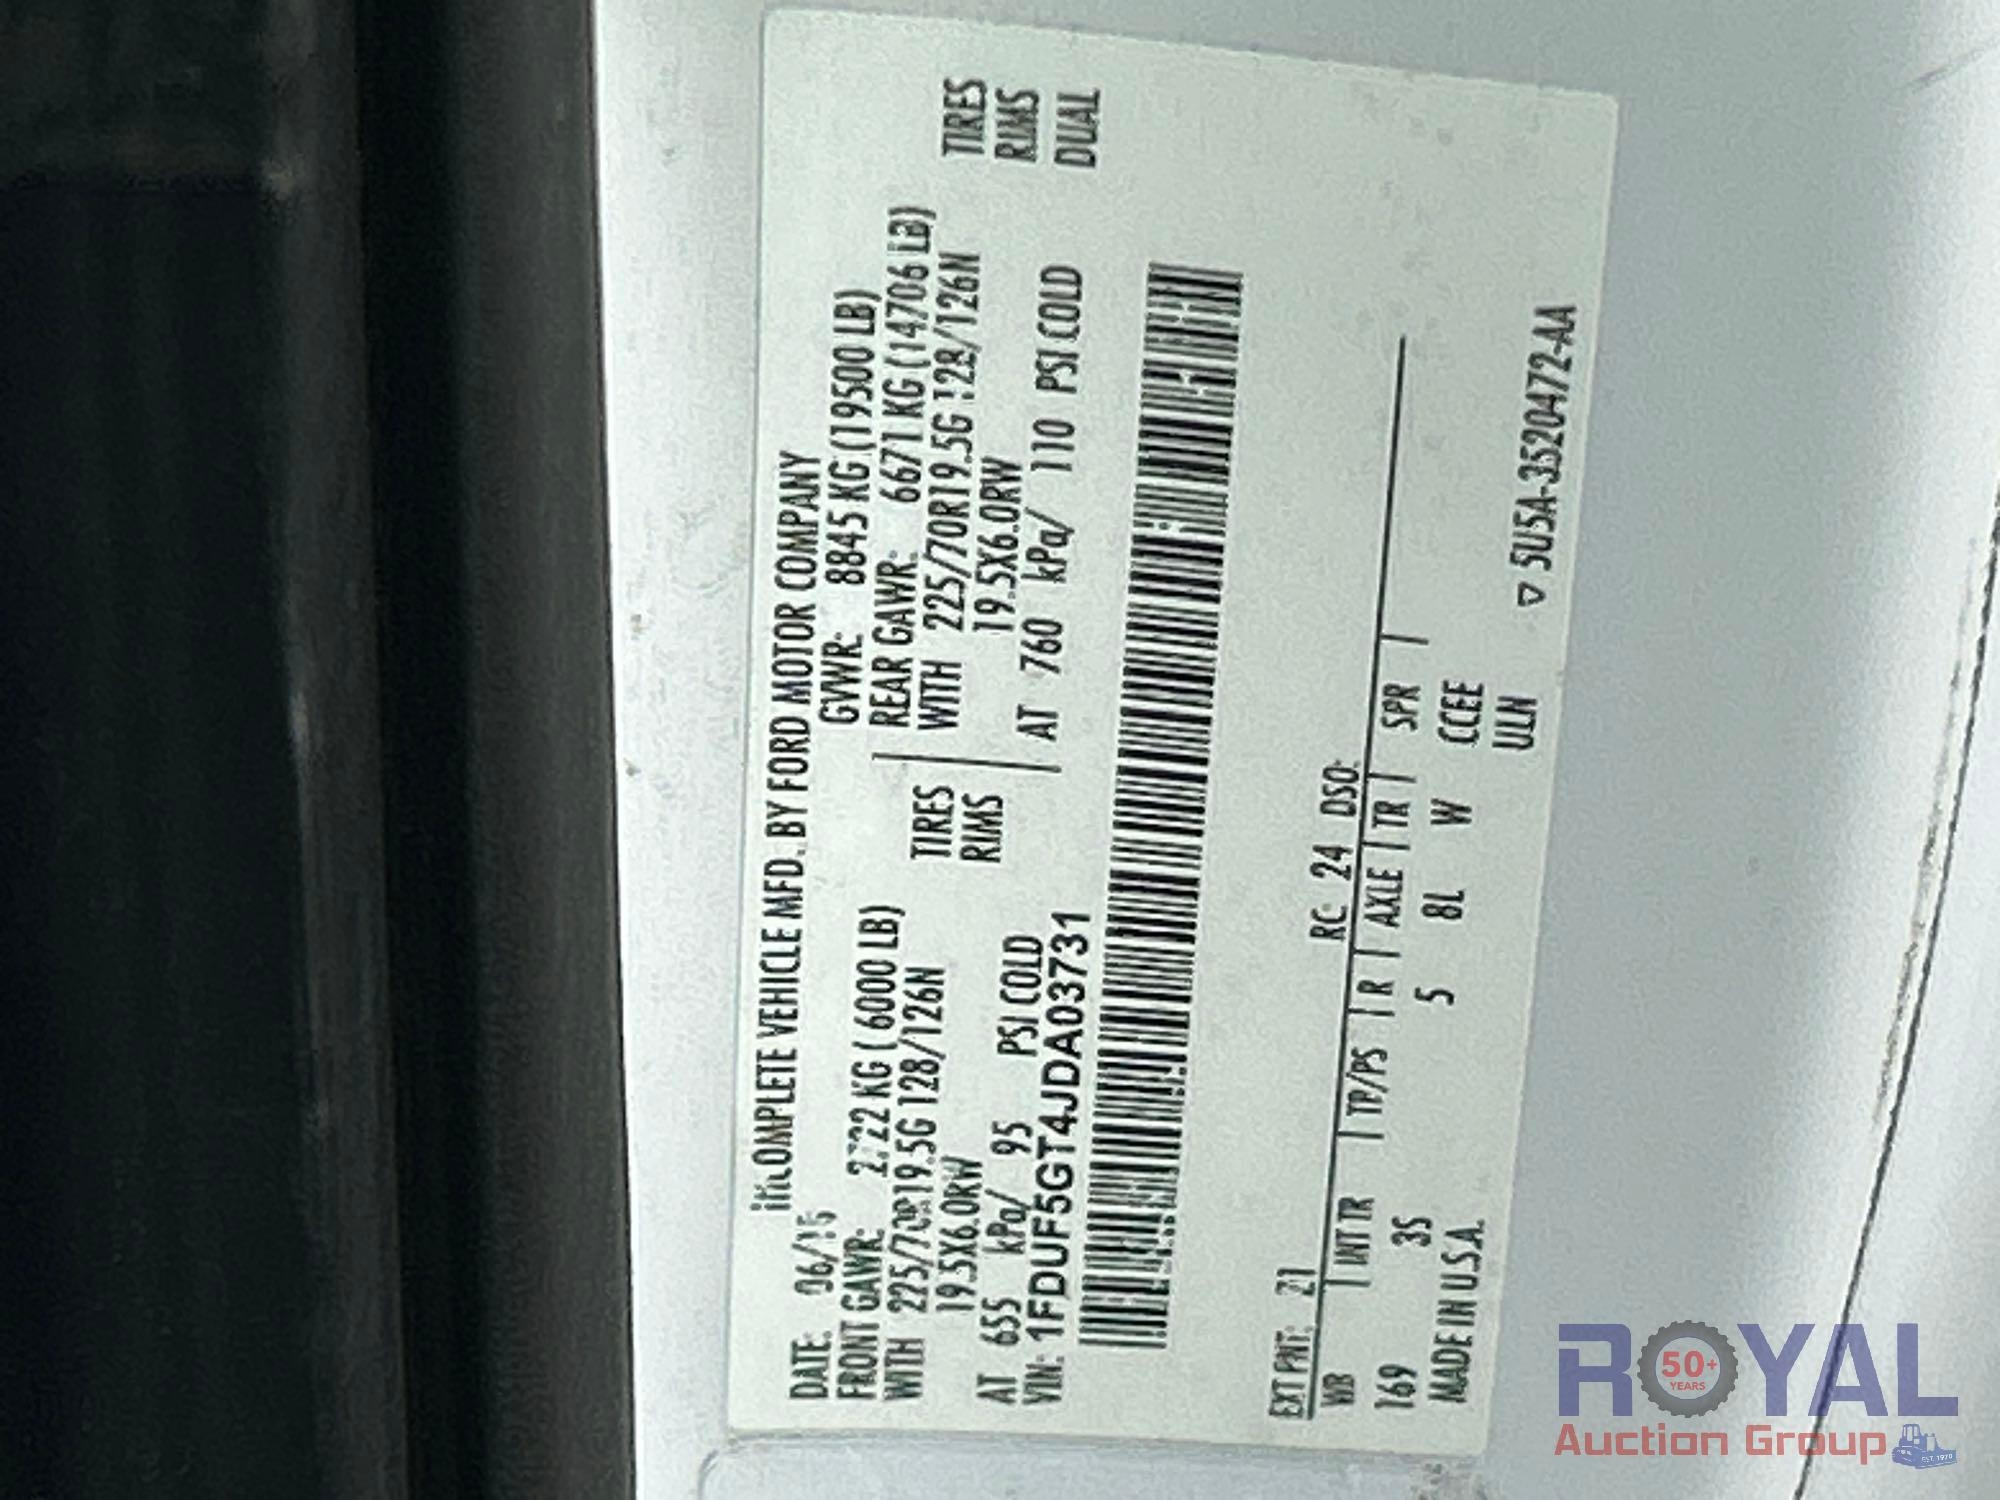 INCOMPLETE VEHICLE MFD. BY FORD MOTOR COMPANY
DATE: 06/15 GVWR: 8845 KG (19500 LB)
FRONT GAWR: 2722 KG ( 6000 LB) REAR GAWR: 6671 KG (14706 LB)
WITH 225/70R19.5G 128/126N TIRES WITH 225/70R19.5G 128/126N TIRES
19.5X6.0RW RIMS 19.5X6.0RW RIMS
AT 655 kPa/ 95 PSI COLD AT 760 kPa/ 110 PSI COLD DUAL
VIN: 1FDUF5GT4JDA03731
EXT PNT: 21 RC: 24 DSO:
WB | INT TR | TP/PS | R | AXLE | TR | SPR |
169 3S 5 8L W CCEE
MADE IN U.S.A. ULN
▽ 5U5A-3520472-AA
ROYAL
50+
YEARS
Auction Group
EST. 1970